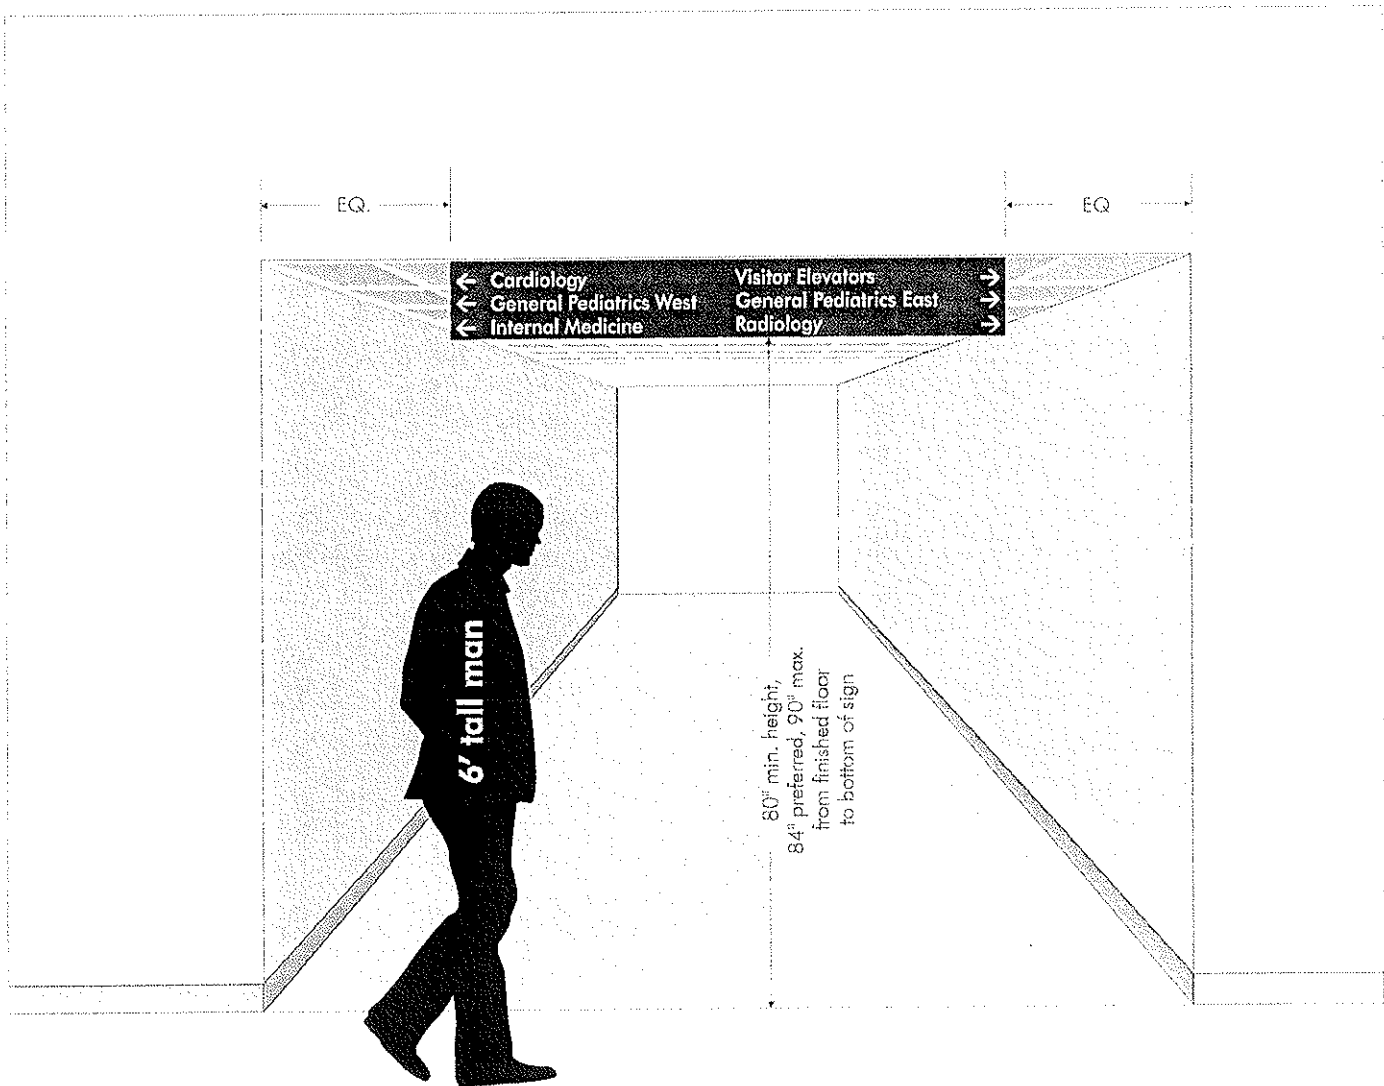 EQ.
EQ
← Cardiology
← General Pediatrics West
← Internal Medicine
Visitor Elevators →
General Pediatrics East →
Radiology →
6' tall man
80" min. height,
84" preferred, 90" max.
from finished floor
to bottom of sign